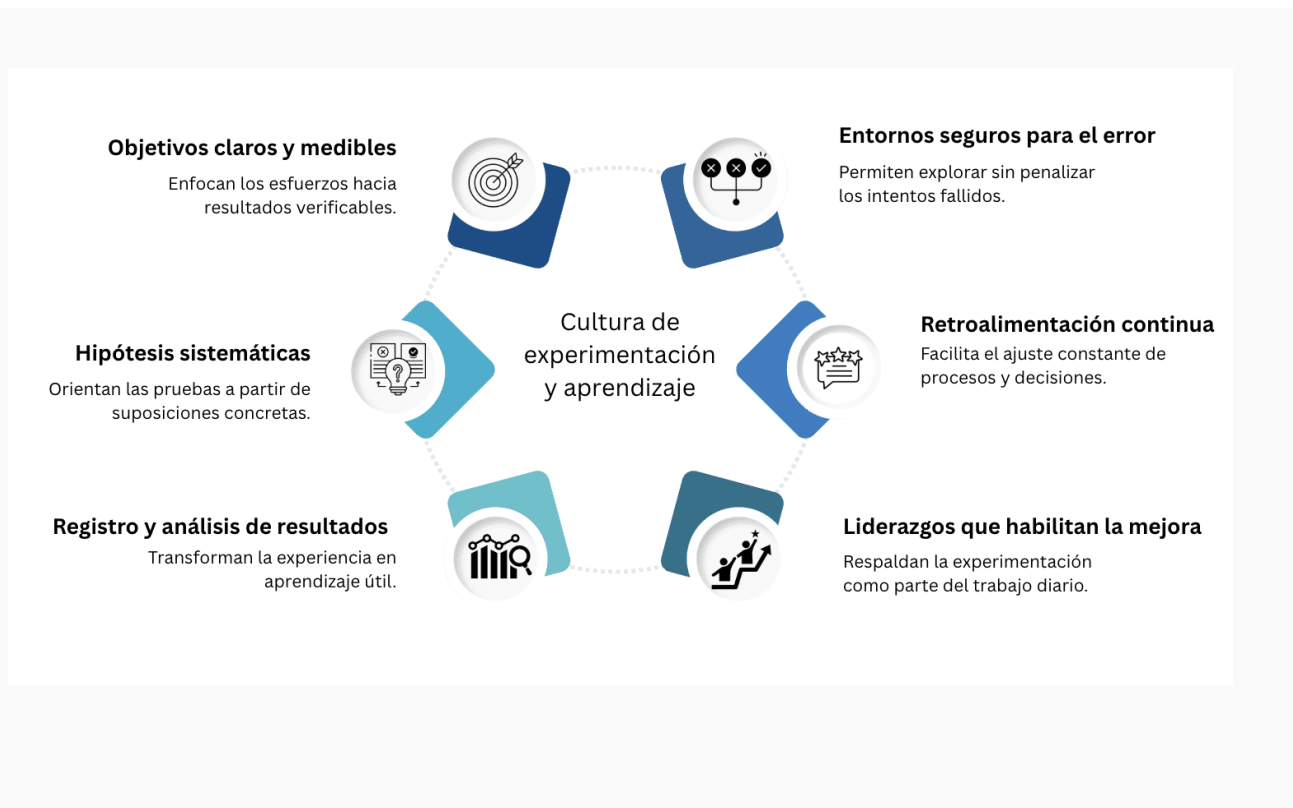 Objetivos claros y medibles
Enfocan los esfuerzos hacia
resultados verificables.
Entornos seguros para el error
Permiten explorar sin penalizar
los intentos fallidos.
Hipótesis sistemáticas
Orientan las pruebas a partir de
suposiciones concretas.
Cultura de
experimentación
y aprendizaje
Retroalimentación continua
Facilita el ajuste constante de
procesos y decisiones.
Registro y análisis de resultados
Transforman la experiencia en
aprendizaje útil.
Liderazgos que habilitan la mejora
Respaldan la experimentación
como parte del trabajo diario.